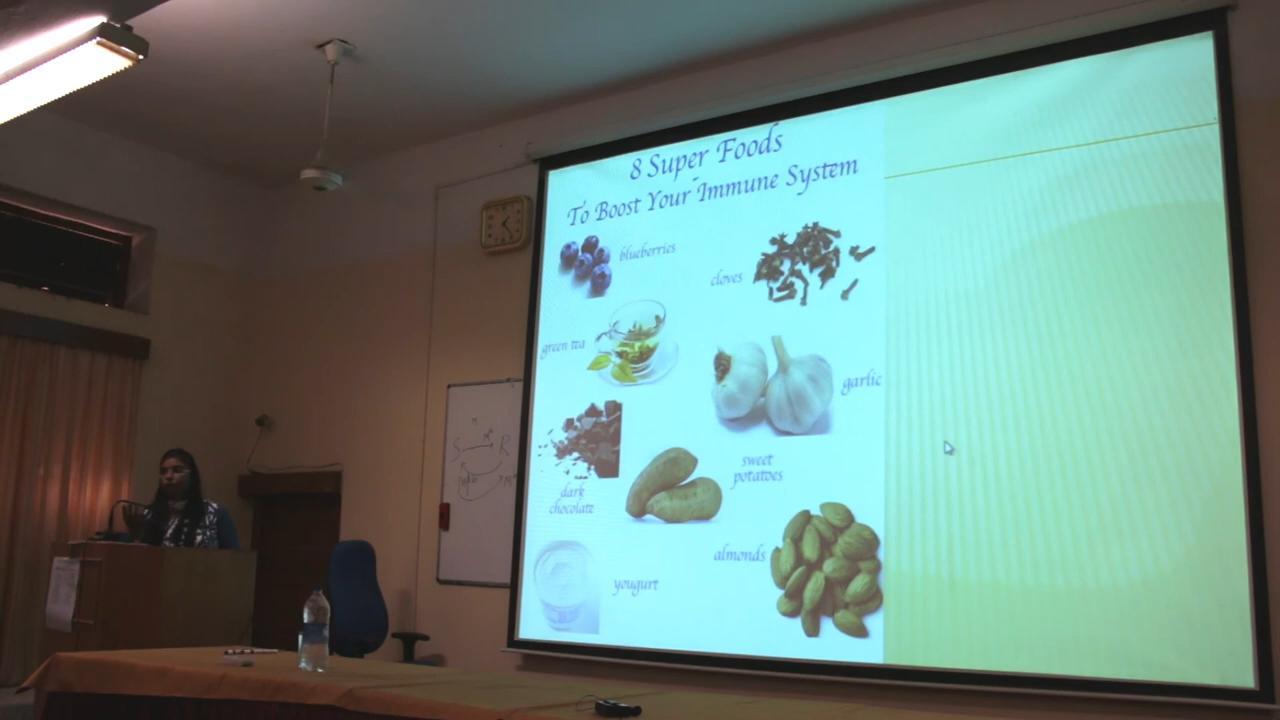 8 Super Foods
To Boost Your Immune System
blueberries
cloves
green tea
garlic
dark
chocolate
sweet
potatoes
almonds
yougurt
S
R